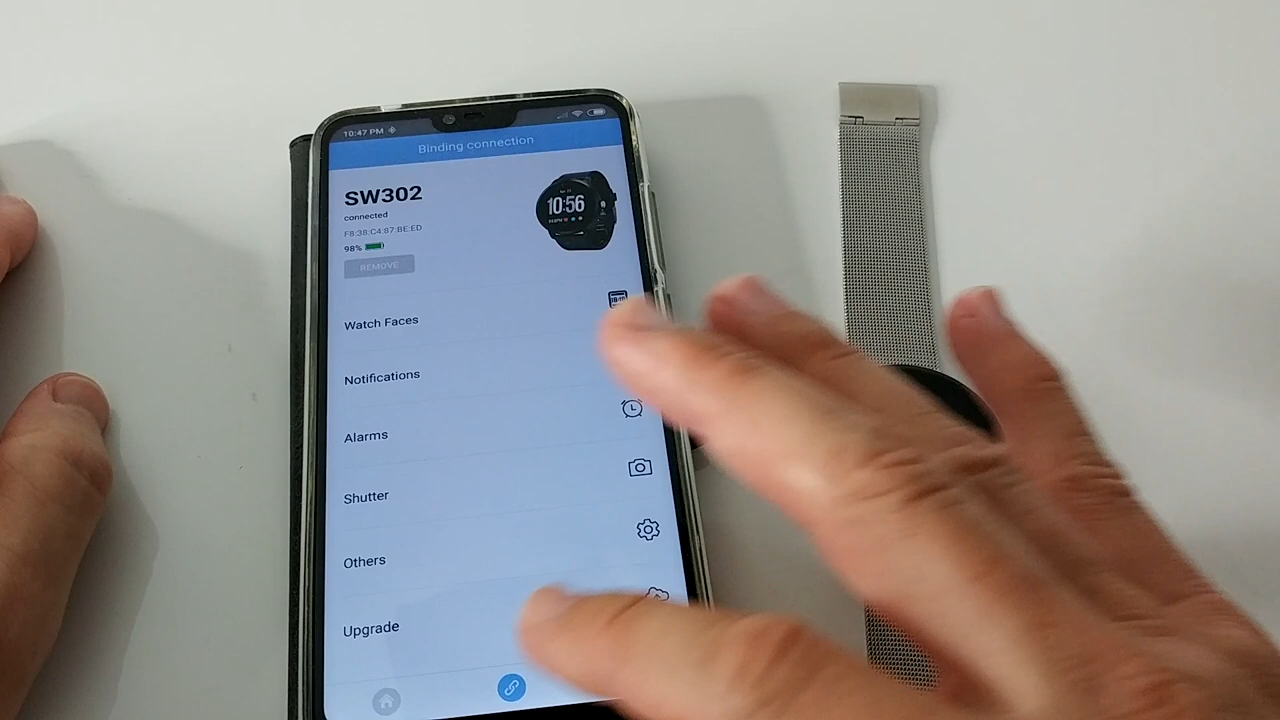 10:47 PM
Binding connection
SW302
connected
F8:38:C4:87:BE:ED
98%
REMOVE
10:56
Watch Faces
Notifications
Alarms
Shutter
Others
Upgrade